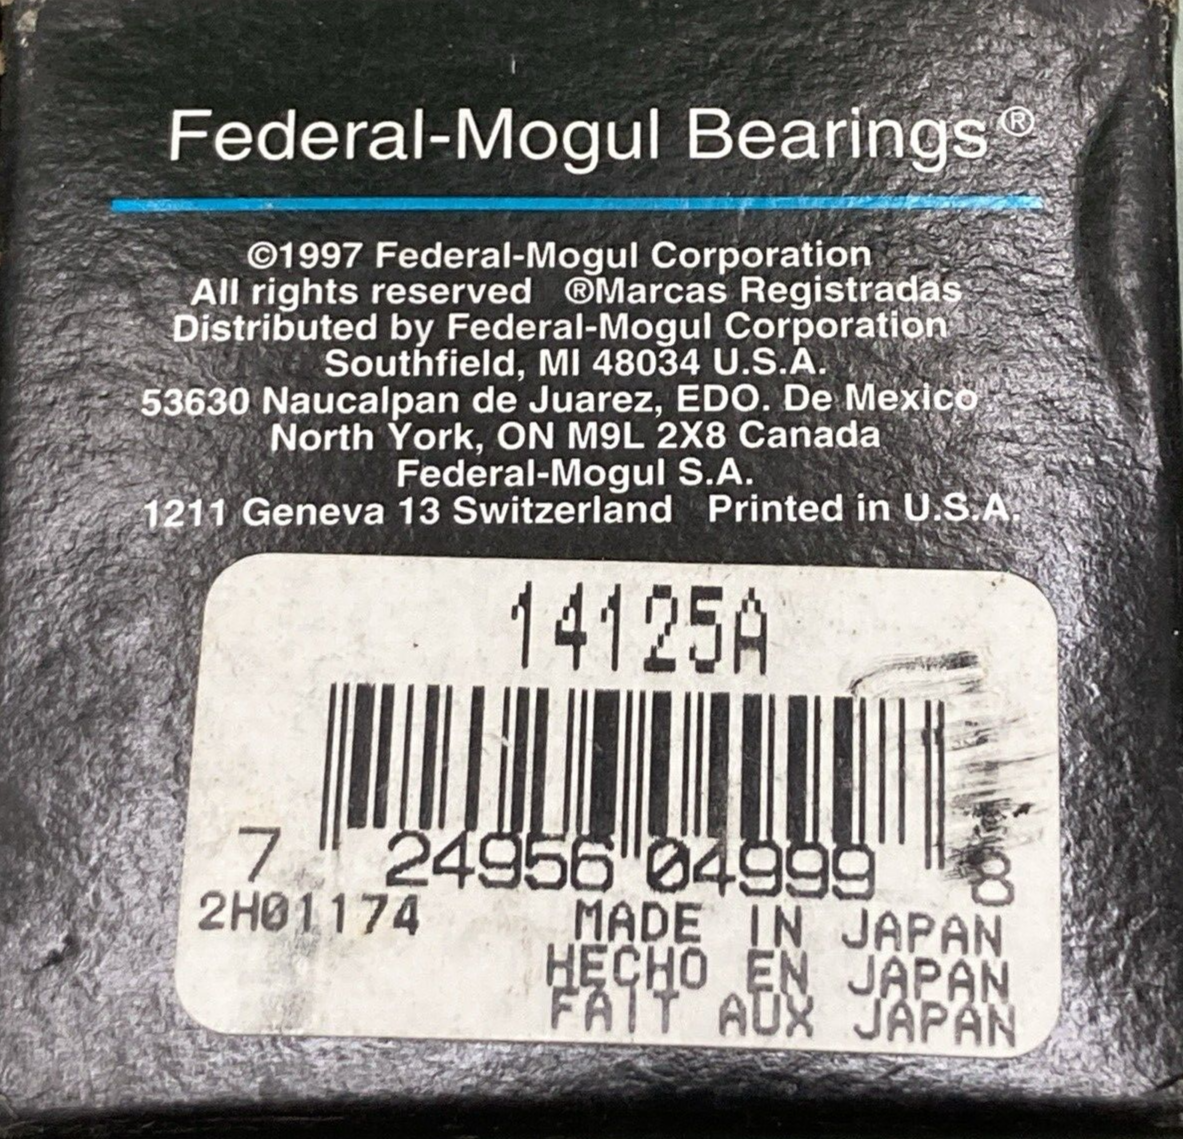 Federal-Mogul Bearings®
©1997 Federal-Mogul Corporation
All rights reserved ®Marcas Registradas
Distributed by Federal-Mogul Corporation
Southfield, MI 48034 U.S.A.
53630 Naucalpan de Juarez, EDO. De Mexico
North York, ON M9L 2X8 Canada
Federal-Mogul S.A.
1211 Geneva 13 Switzerland Printed in U.S.A.
14125A
7 24956 04999 8
2H01174 MADE IN JAPAN
HECHO EN JAPAN
FAIT AUX JAPAN